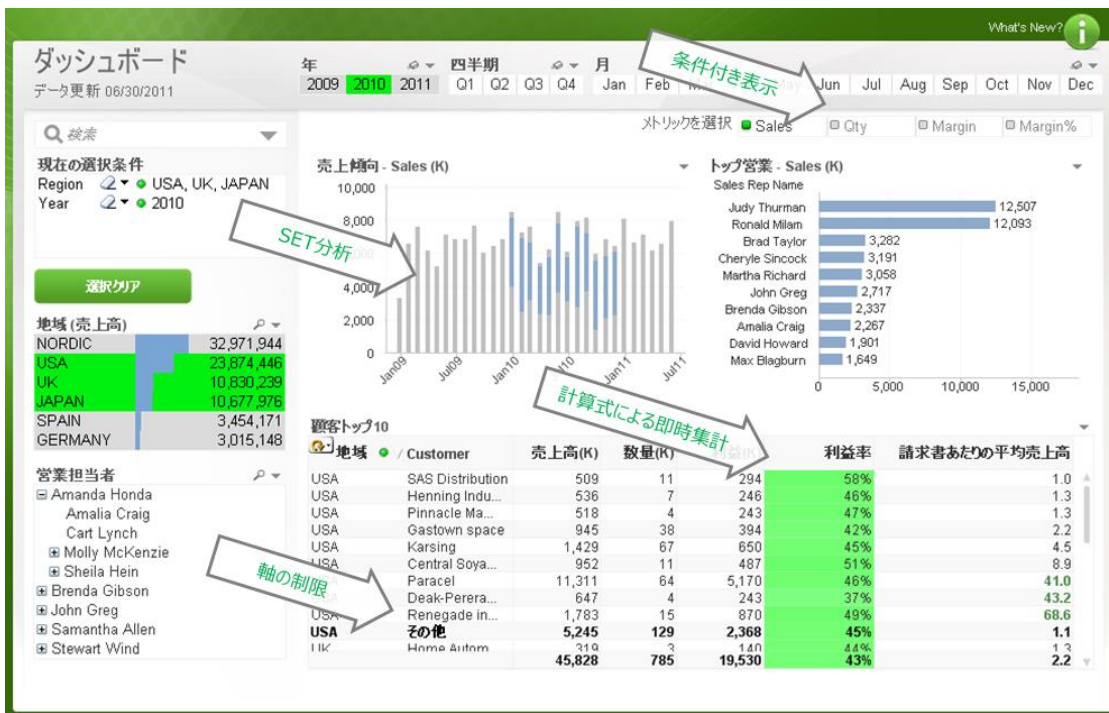 What's New?
ダッシュボード
データ更新 06/30/2011
年 四半期 月
2009 2010 2011 Q1 Q2 Q3 Q4 Jan Feb Jun Jul Aug Sep Oct Nov Dec
条件付き表示
メトリックを選択 Sales Qty Margin Margin%
検索
現在の選択条件
Region USA, UK, JAPAN
Year 2010
選択クリア
地域 (売上高)
NORDIC 32,971,944
USA 23,874,446
UK 10,830,239
JAPAN 10,677,976
SPAIN 3,454,171
GERMANY 3,015,148
営業担当者
Amanda Honda
Amalia Craig
Cart Lynch
Molly McKenzie
Sheila Hein
Brenda Gibson
John Greg
Samantha Allen
Stewart Wind
売上傾向 - Sales (K)
10,000
8,000
4,000
2,000
0
Jan09 Jul09 Jan10 Jul10 Jan11 Jul11
SET分析
トップ営業 - Sales (K)
Sales Rep Name
Judy Thurman 12,507
Ronald Milam 12,093
Brad Taylor 3,282
Cheryle Sincock 3,191
Martha Richard 3,058
John Greg 2,717
Brenda Gibson 2,337
Amalia Craig 2,267
David Howard 1,901
Max Blagburn 1,649
0 5,000 10,000 15,000
計算式による即時集計
顧客トップ10
地域 / Customer 売上高(K) 数量(K) 利益(K) 利益率 請求書あたりの平均売上高
USA SAS Distribution 509 11 294 58% 1.0
USA Henning Indu... 536 7 246 46% 1.3
USA Pinnacle Ma... 518 4 243 47% 1.3
USA Gastown space 945 38 394 42% 2.2
USA Karsing 1,429 67 650 45% 4.5
USA Central Soya... 952 11 487 51% 8.9
Paracel 11,311 64 5,170 46% 41.0
Deak-Perera... 647 4 243 37% 43.2
USA Renegade in... 1,783 15 870 49% 68.6
USA その他 5,245 129 2,368 45% 1.1
UK Home Autom 319 3 140 44% 1.3
45,828 785 19,530 43% 2.2
軸の制限